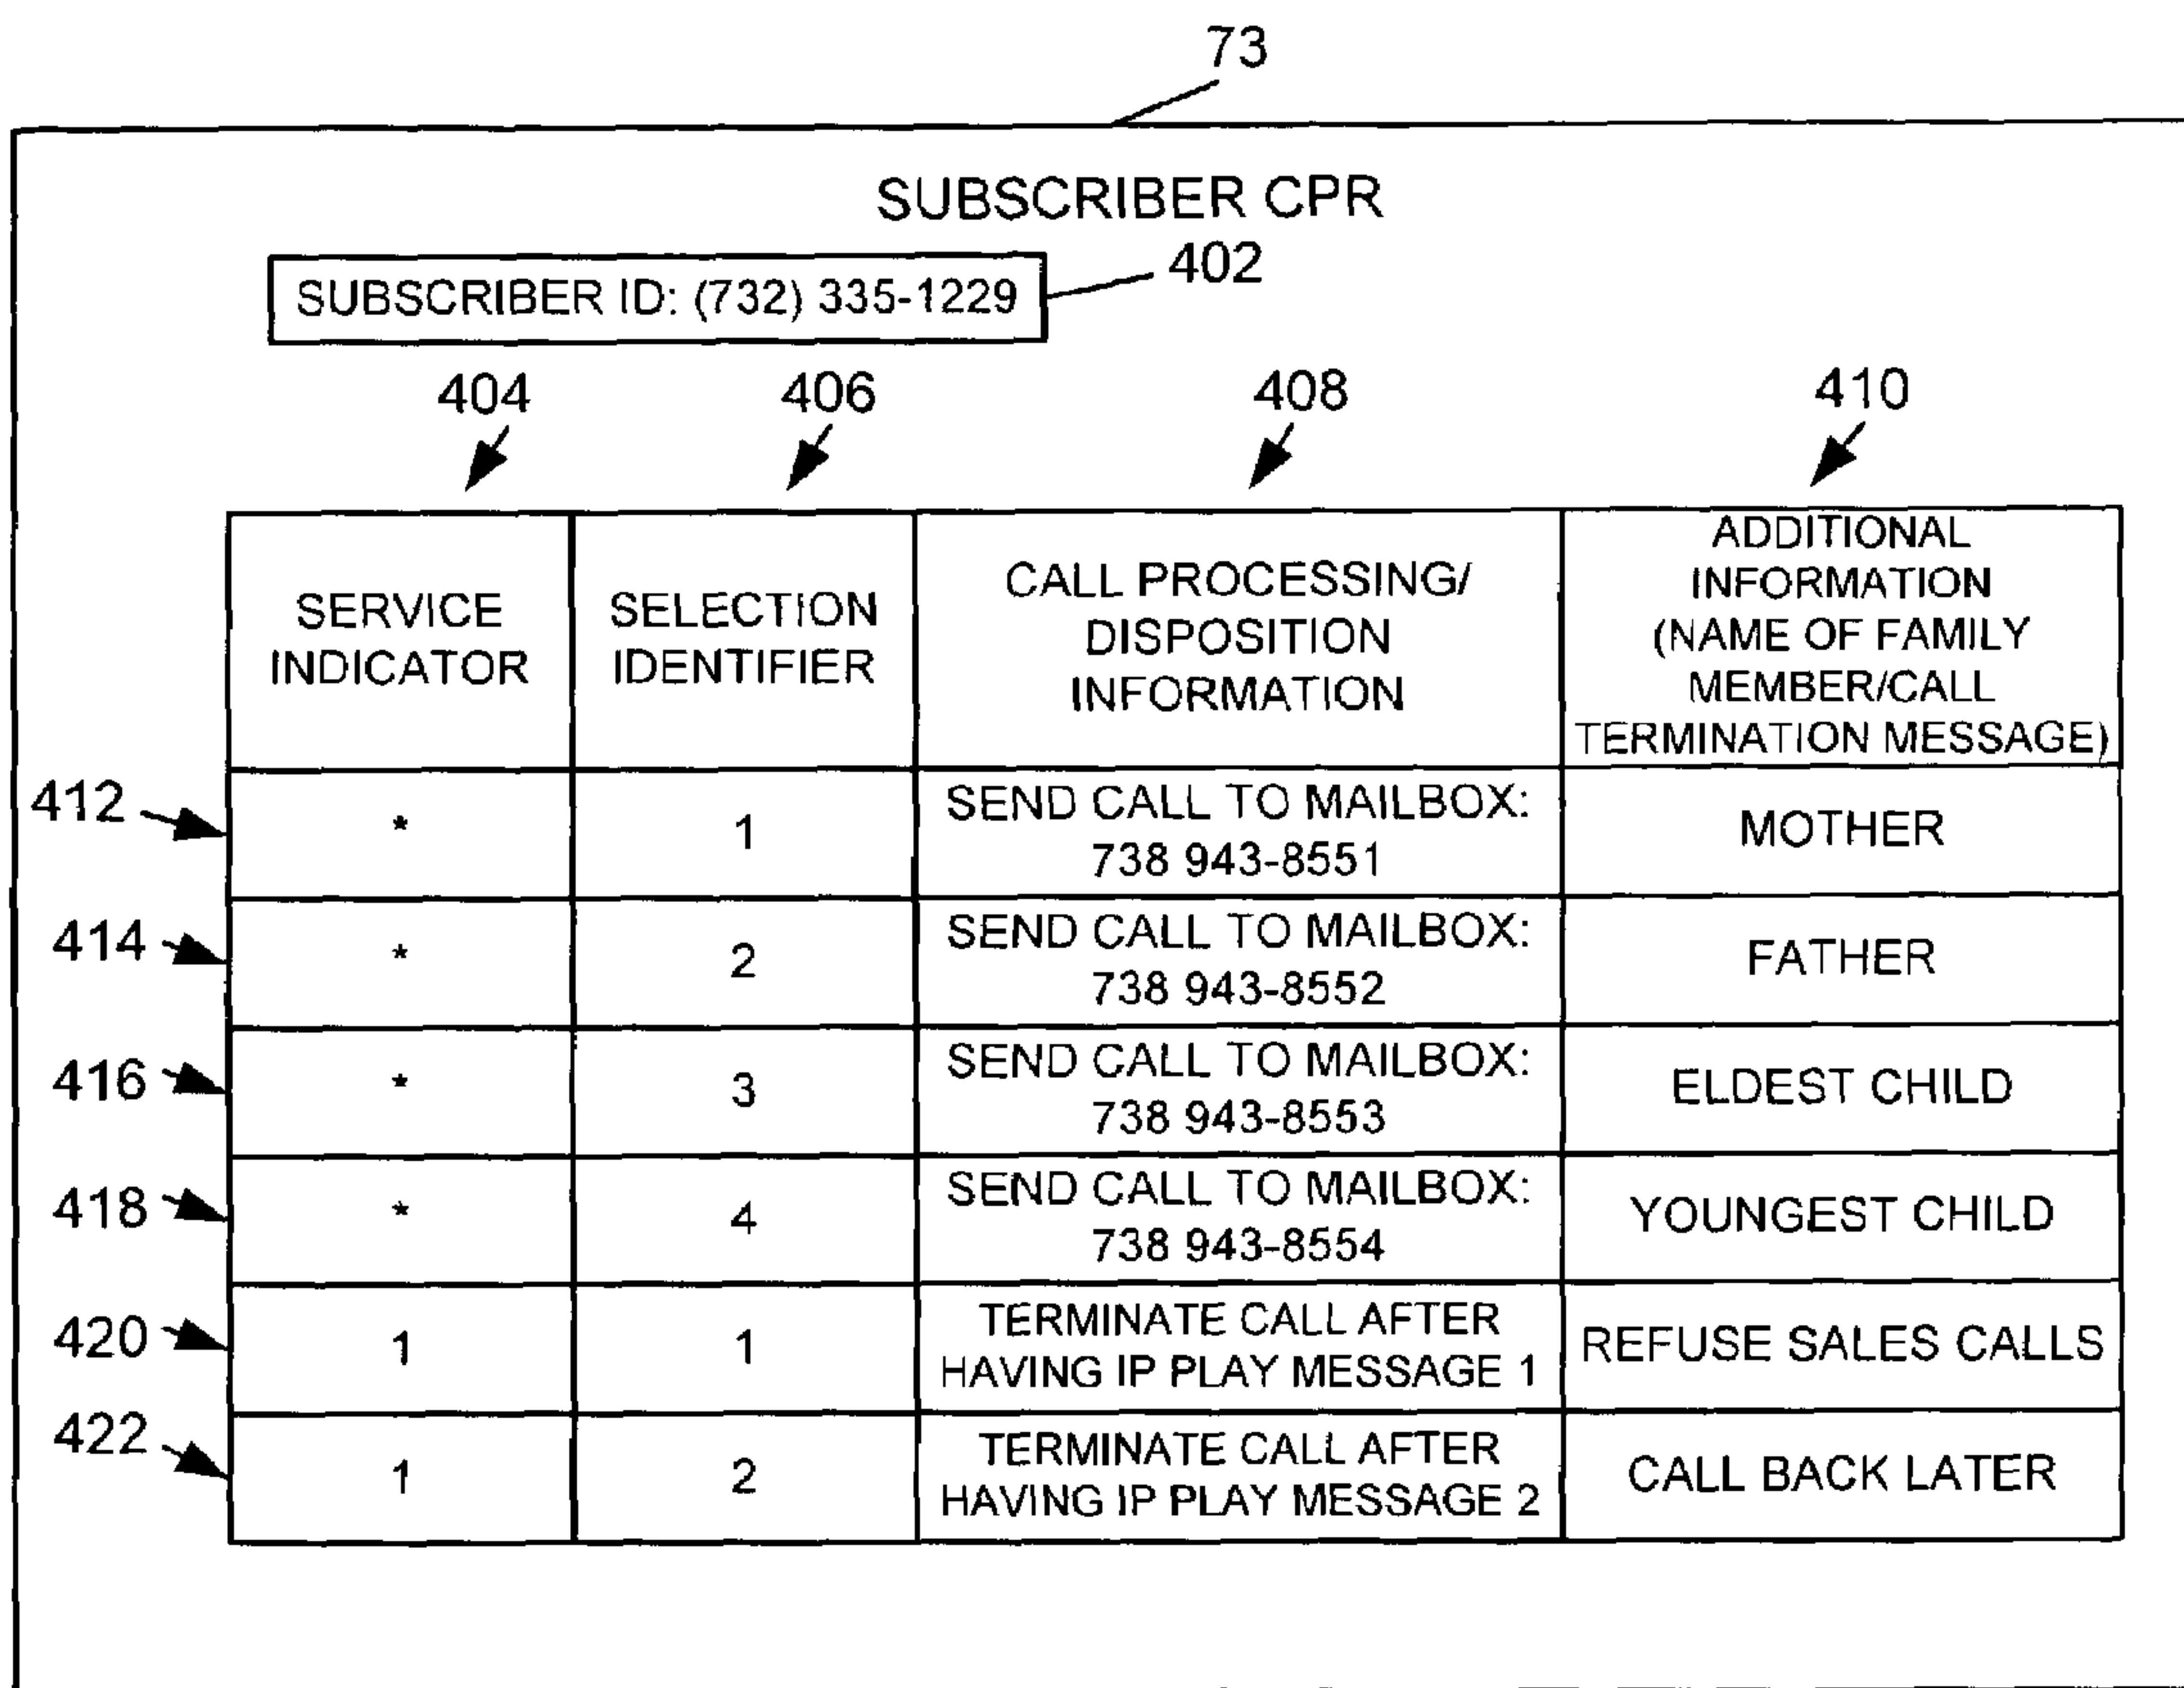 73
SUBSCRIBER CPR
SUBSCRIBER ID: (732) 335-1229
402
404
406
408
410
SERVICE
INDICATOR
SELECTION
IDENTIFIER
CALL PROCESSING/
DISPOSITION
INFORMATION
ADDITIONAL
INFORMATION
(NAME OF FAMILY
MEMBER/CALL
TERMINATION MESSAGE)
412
*
1
SEND CALL TO MAILBOX:
738 943-8551
MOTHER
414
*
2
SEND CALL TO MAILBOX:
738 943-8552
FATHER
416
*
3
SEND CALL TO MAILBOX:
738 943-8553
ELDEST CHILD
418
*
4
SEND CALL TO MAILBOX:
738 943-8554
YOUNGEST CHILD
420
1
1
TERMINATE CALL AFTER
HAVING IP PLAY MESSAGE 1
REFUSE SALES CALLS
422
1
2
TERMINATE CALL AFTER
HAVING IP PLAY MESSAGE 2
CALL BACK LATER